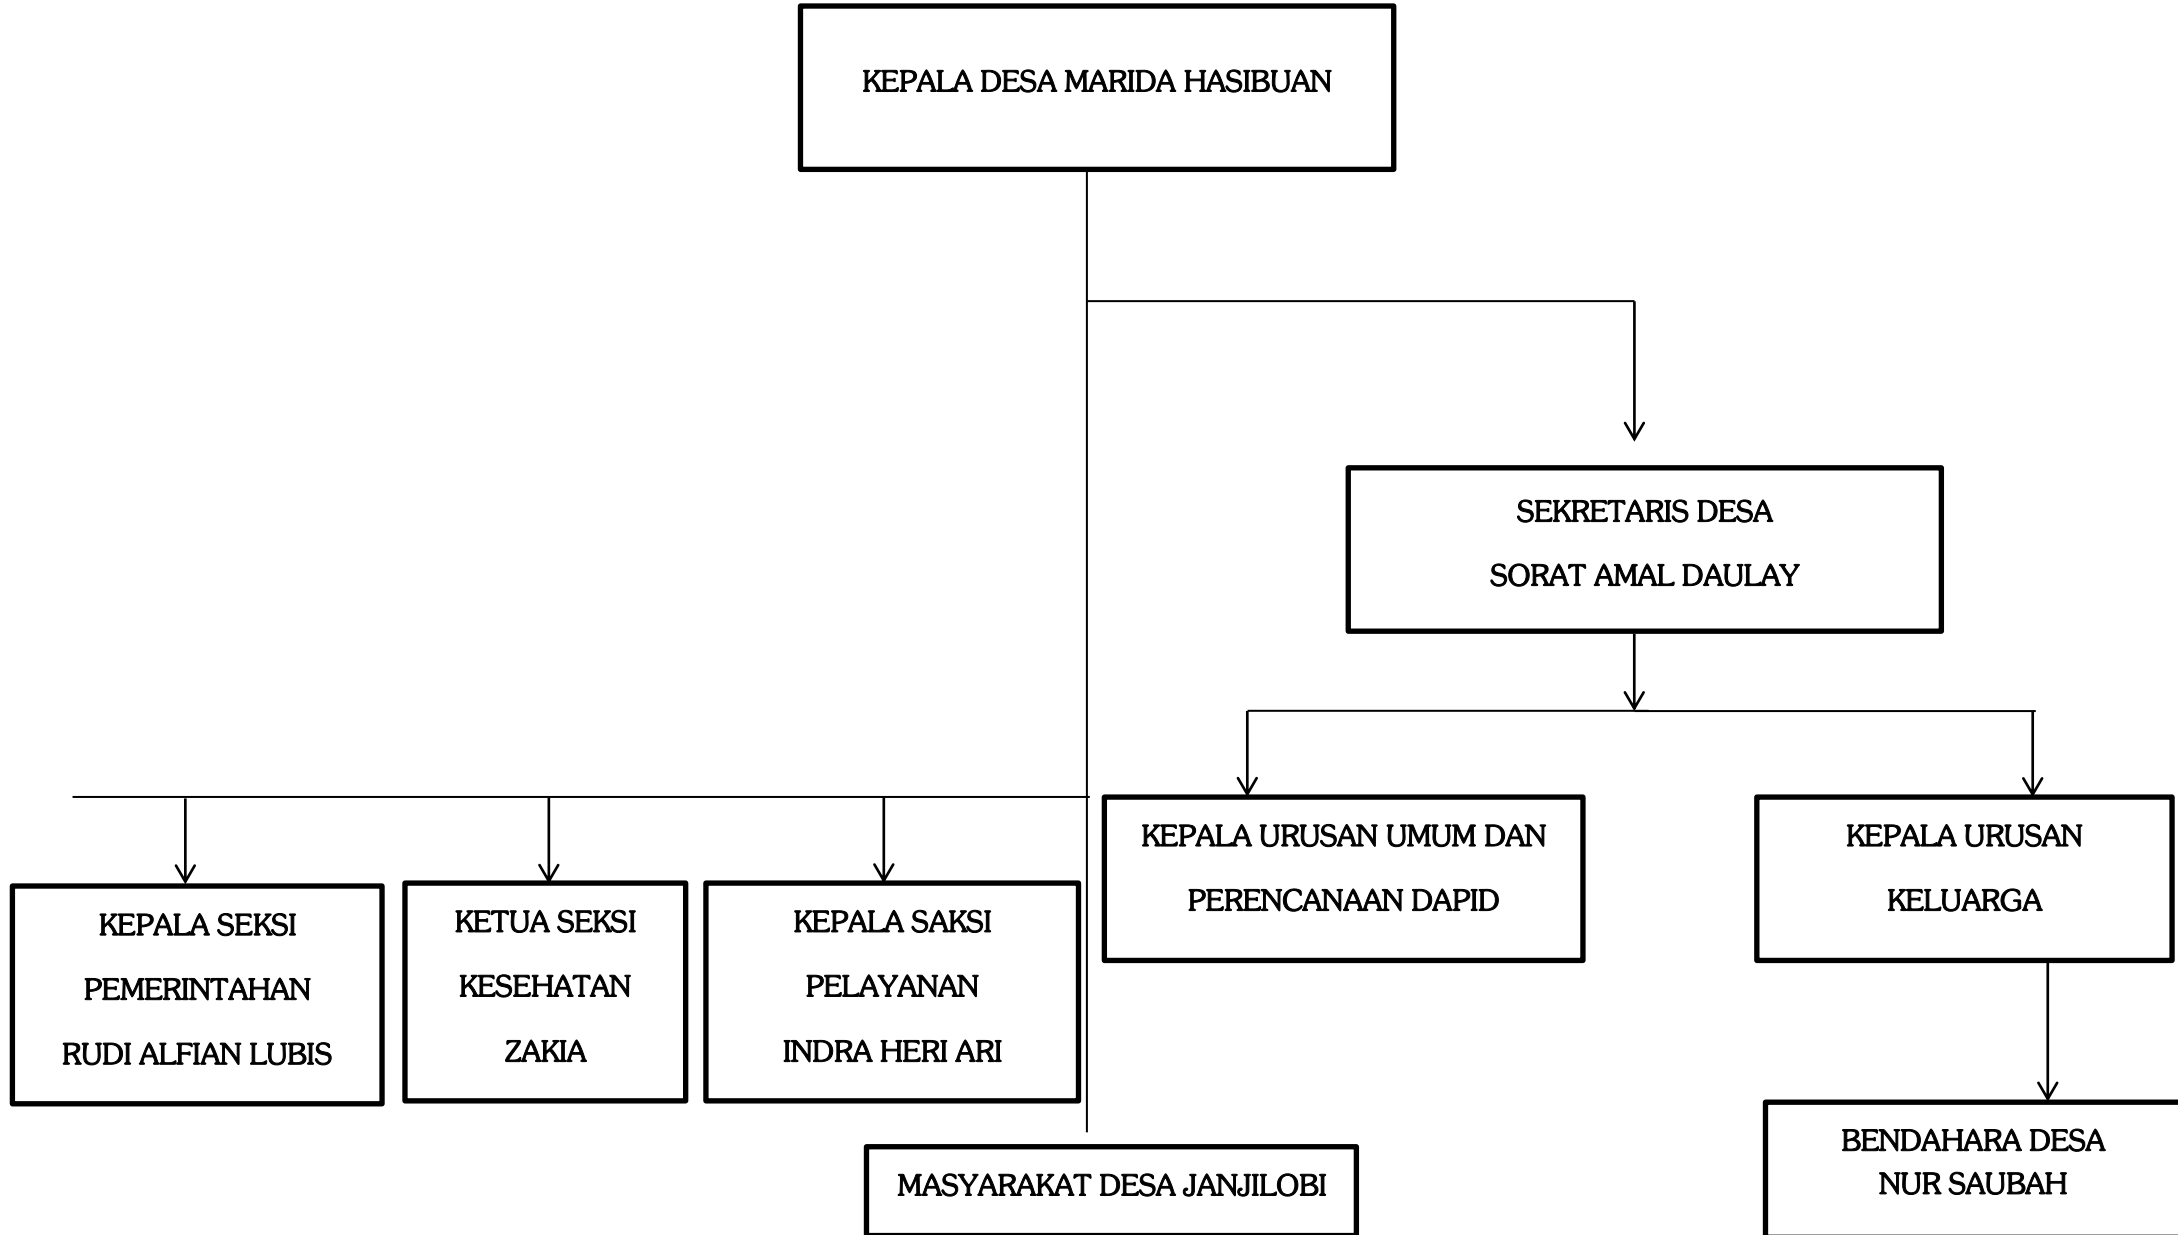 KEPALA DESA MARIDA HASIBUAN
SEKRETARIS DESA
SORAT AMAL DAULAY
KEPALA URUSAN UMUM DAN
PERENCANAAN DAPID
KEPALA URUSAN
KELUARGA
KEPALA SEKSI
PEMERINTAHAN
RUDI ALFIAN LUBIS
KETUA SEKSI
KESEHATAN
ZAKIA
KEPALA SAKSI
PELAYANAN
INDRA HERI ARI
BENDAHARA DESA
NUR SAUBAH
MASYARAKAT DESA JANJILOBI